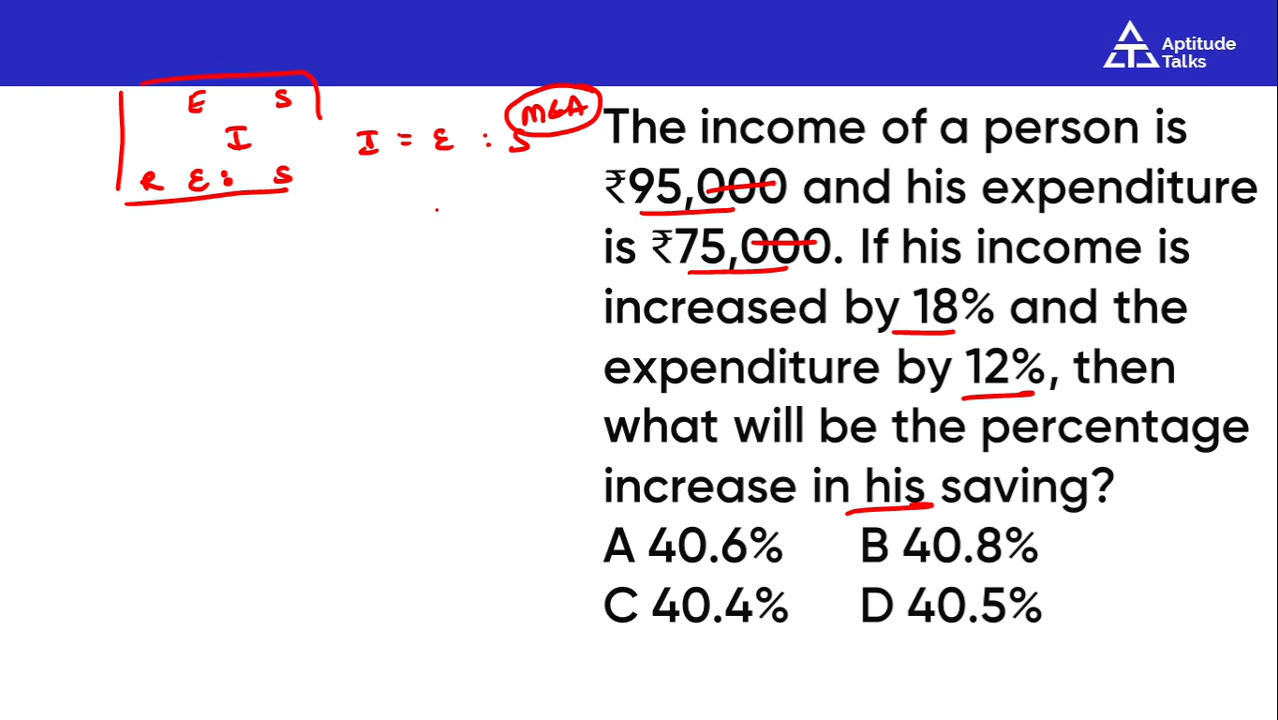 Aptitude
Talks
E S
I
R E : S
I = E : S
M&A
The income of a person is
₹95,000 and his expenditure
is ₹75,000. If his income is
increased by 18% and the
expenditure by 12%, then
what will be the percentage
increase in his saving?
A 40.6% B 40.8%
C 40.4% D 40.5%